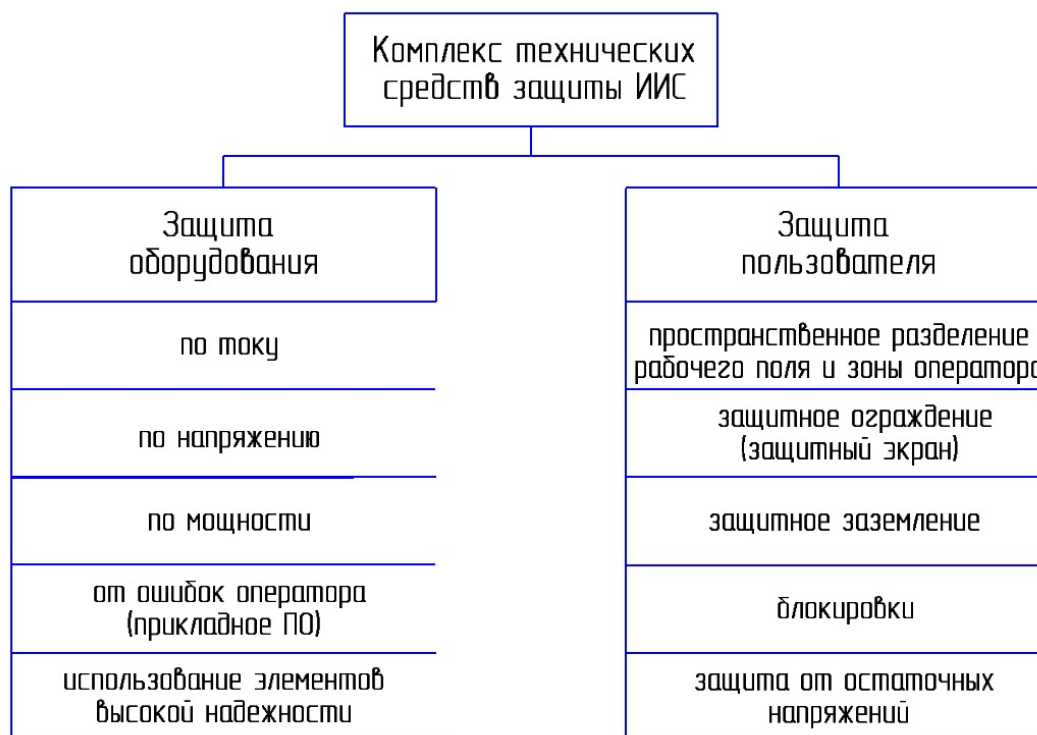 Комплекс технических
средств защиты ИИС
Защита
оборудования
по току
по напряжению
по мощности
от ошибок оператора
(прикладное ПО)
использование элементов
высокой надежности
Защита
пользователя
пространственное разделение
рабочего поля и зоны оператора
защитное ограждение
(защитный экран)
защитное заземление
блокировки
защита от остаточных
напряжений